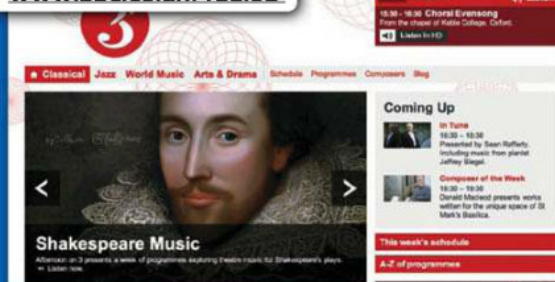 3
15:30 - 16:30 Choral Evensong
From the chapel of Keble College, Oxford.
Listen in HD
Classical Jazz World Music Arts & Drama Schedule Programmes Composers Blog
Shakespeare Music
Afternoon on 3 presents a week of programmes exploring theatre music for Shakespeare's plays.
Listen now
Coming Up
In Tune
16:30 - 18:30
Presented by Sean Rafferty,
including music from pianist
Jeffrey Biegel.
Composer of the Week
18:30 - 19:30
Donald Macleod presents works
written for the unique space of St
Mark's Basilica.
This week's schedule
A-Z of programmes